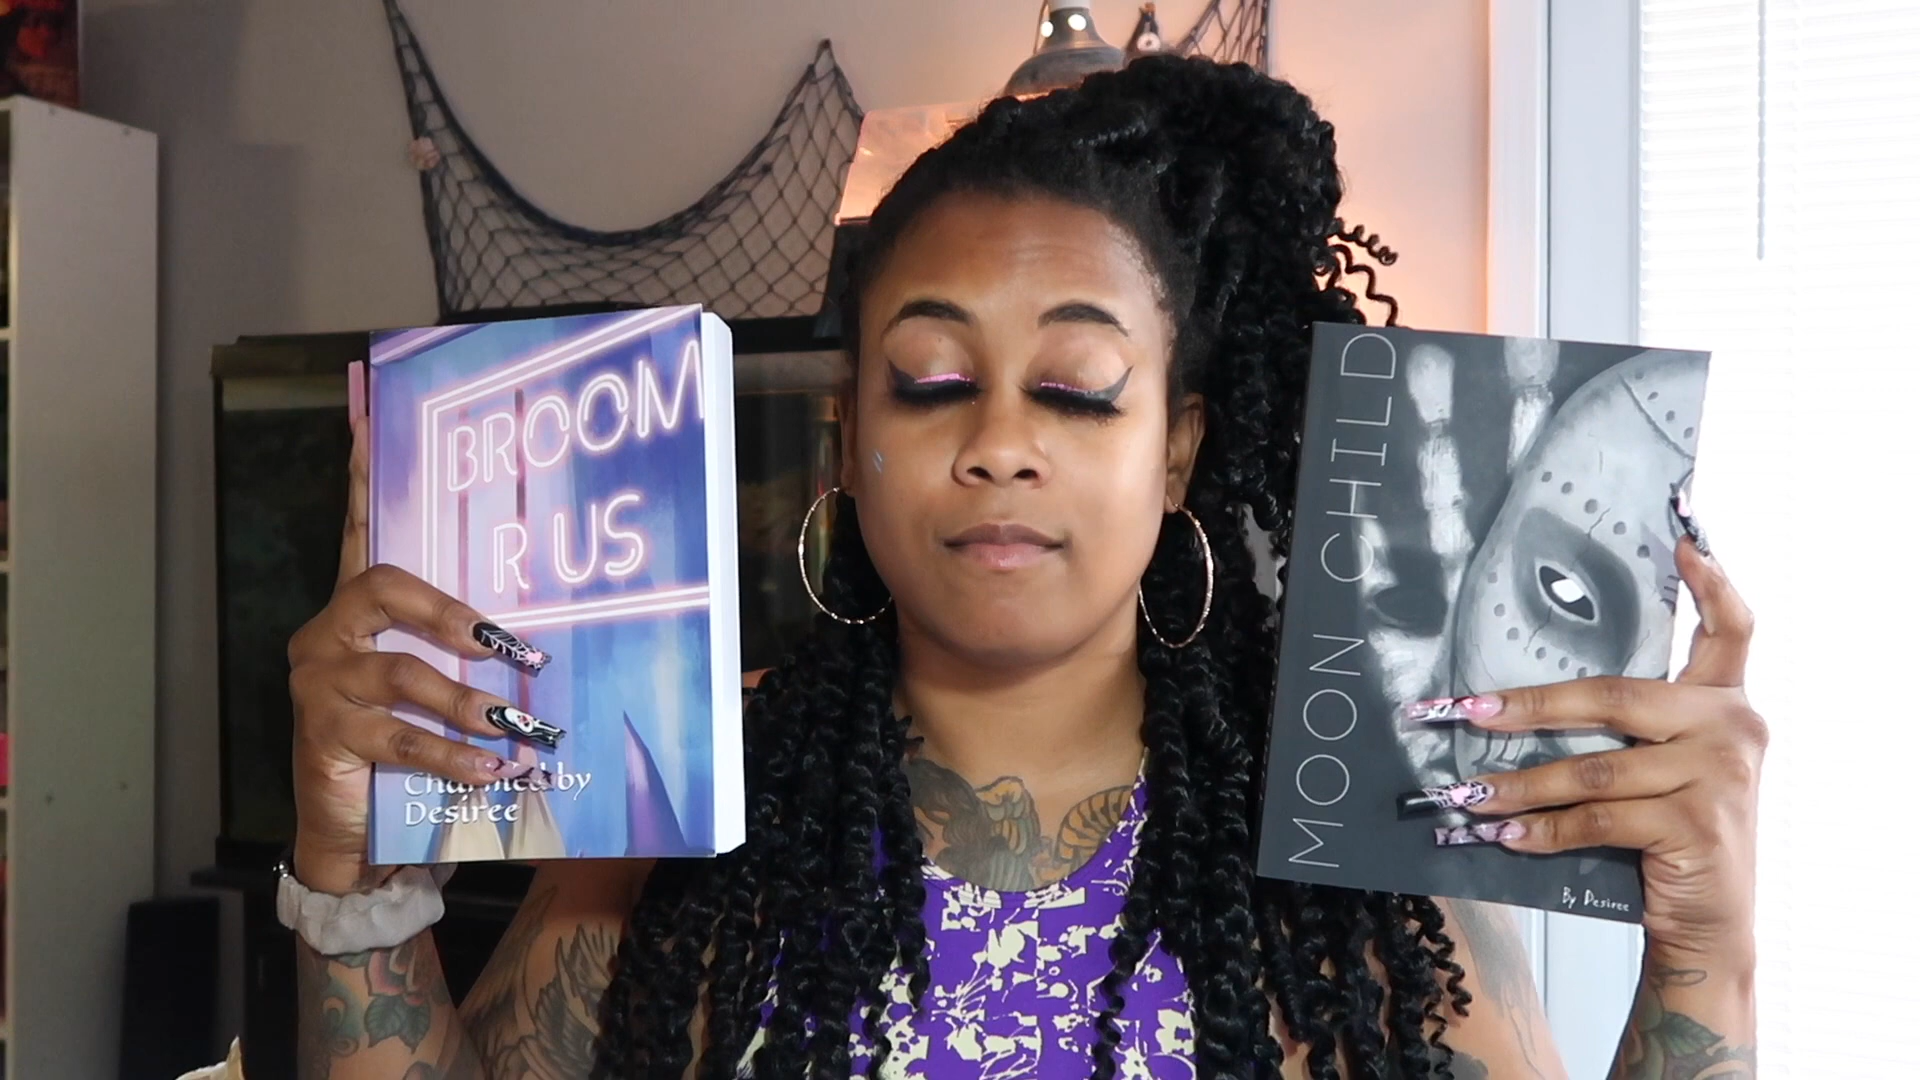 BROOM
R US
Charmed by
Desiree
MOON CHILD
By Desiree